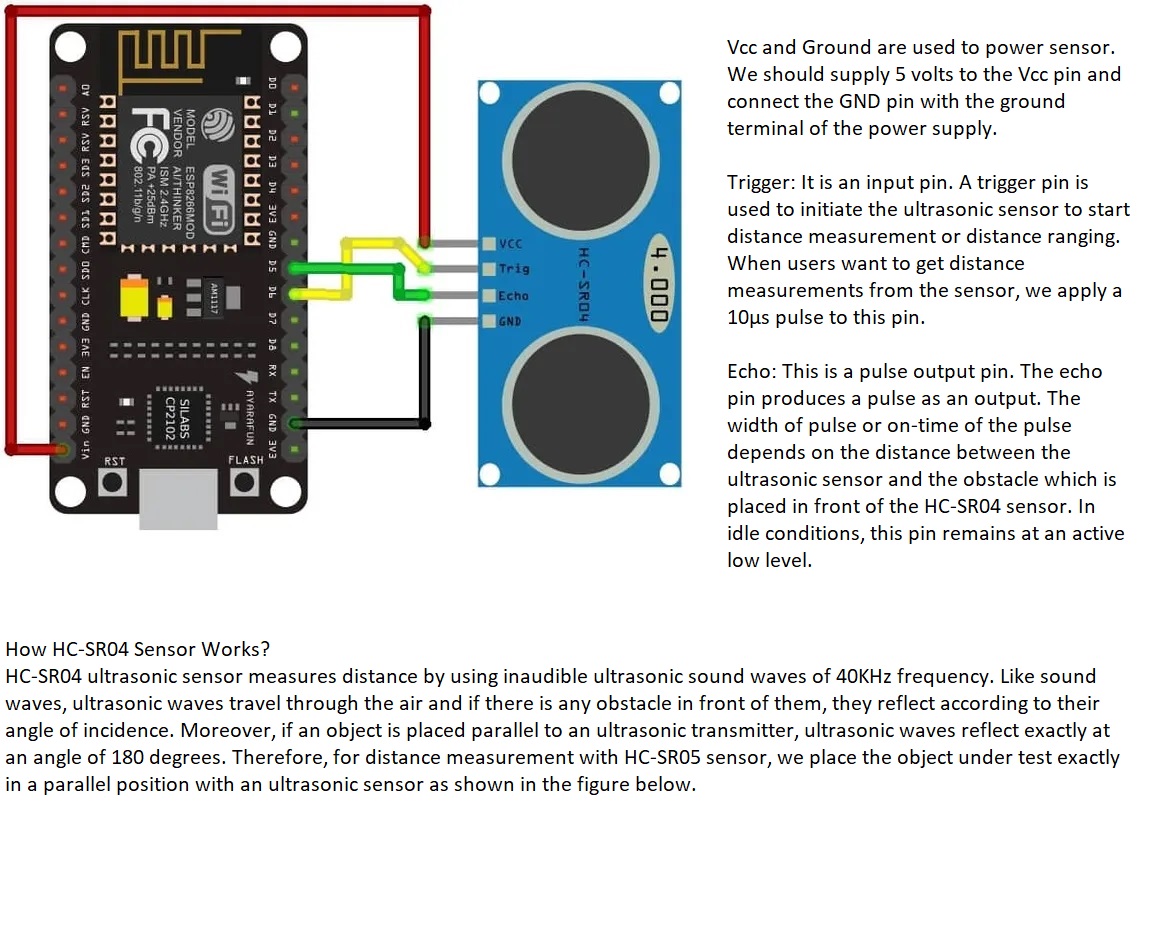 A0
RSV
RSV
SD3
SD2
SD1
CMD
SD0
CLK
GND
3V3
EN
RST
GND
Vin
D0
D1
D2
D3
D4
3V3
GND
D5
D6
D7
D8
RX
TX
GND
3V3
MODEL
VENDOR
ESP8266MOD
AI/THINKER
ISM 2.4GHz
PA +25dBm
802.11b/g/n
FC
Wi Fi
AM1117
SILABS
CP2102
AYARAFUN
RST
FLASH
VCC
Trig
Echo
GND
HC-SR04
4.000
Vcc and Ground are used to power sensor.
We should supply 5 volts to the Vcc pin and
connect the GND pin with the ground
terminal of the power supply.
Trigger: It is an input pin. A trigger pin is
used to initiate the ultrasonic sensor to start
distance measurement or distance ranging.
When users want to get distance
measurements from the sensor, we apply a
10μs pulse to this pin.
Echo: This is a pulse output pin. The echo
pin produces a pulse as an output. The
width of pulse or on-time of the pulse
depends on the distance between the
ultrasonic sensor and the obstacle which is
placed in front of the HC-SR04 sensor. In
idle conditions, this pin remains at an active
low level.
How HC-SR04 Sensor Works?
HC-SR04 ultrasonic sensor measures distance by using inaudible ultrasonic sound waves of 40KHz frequency. Like sound
waves, ultrasonic waves travel through the air and if there is any obstacle in front of them, they reflect according to their
angle of incidence. Moreover, if an object is placed parallel to an ultrasonic transmitter, ultrasonic waves reflect exactly at
an angle of 180 degrees. Therefore, for distance measurement with HC-SR05 sensor, we place the object under test exactly
in a parallel position with an ultrasonic sensor as shown in the figure below.